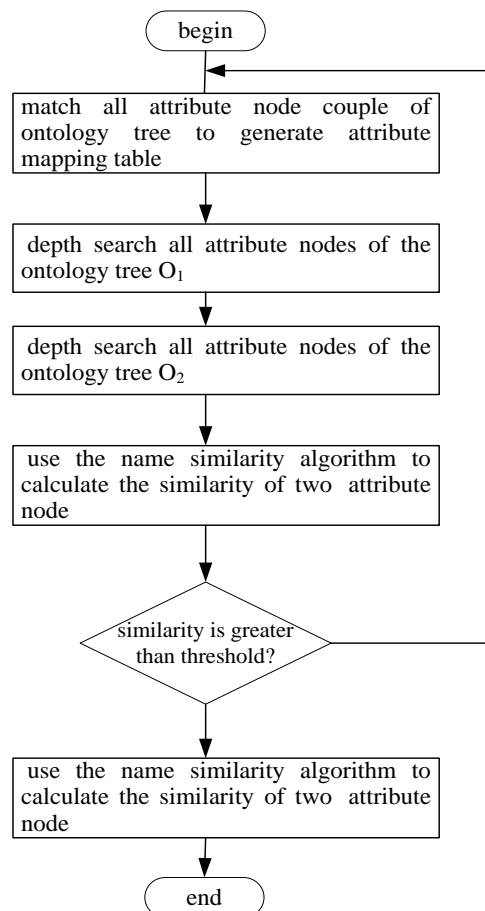 begin
match all attribute node couple of
ontology tree to generate attribute
mapping table
depth search all attribute nodes of the
ontology tree O₁
depth search all attribute nodes of the
ontology tree O₂
use the name similarity algorithm to
calculate the similarity of two attribute
node
similarity is greater
than threshold?
use the name similarity algorithm to
calculate the similarity of two attribute
node
end